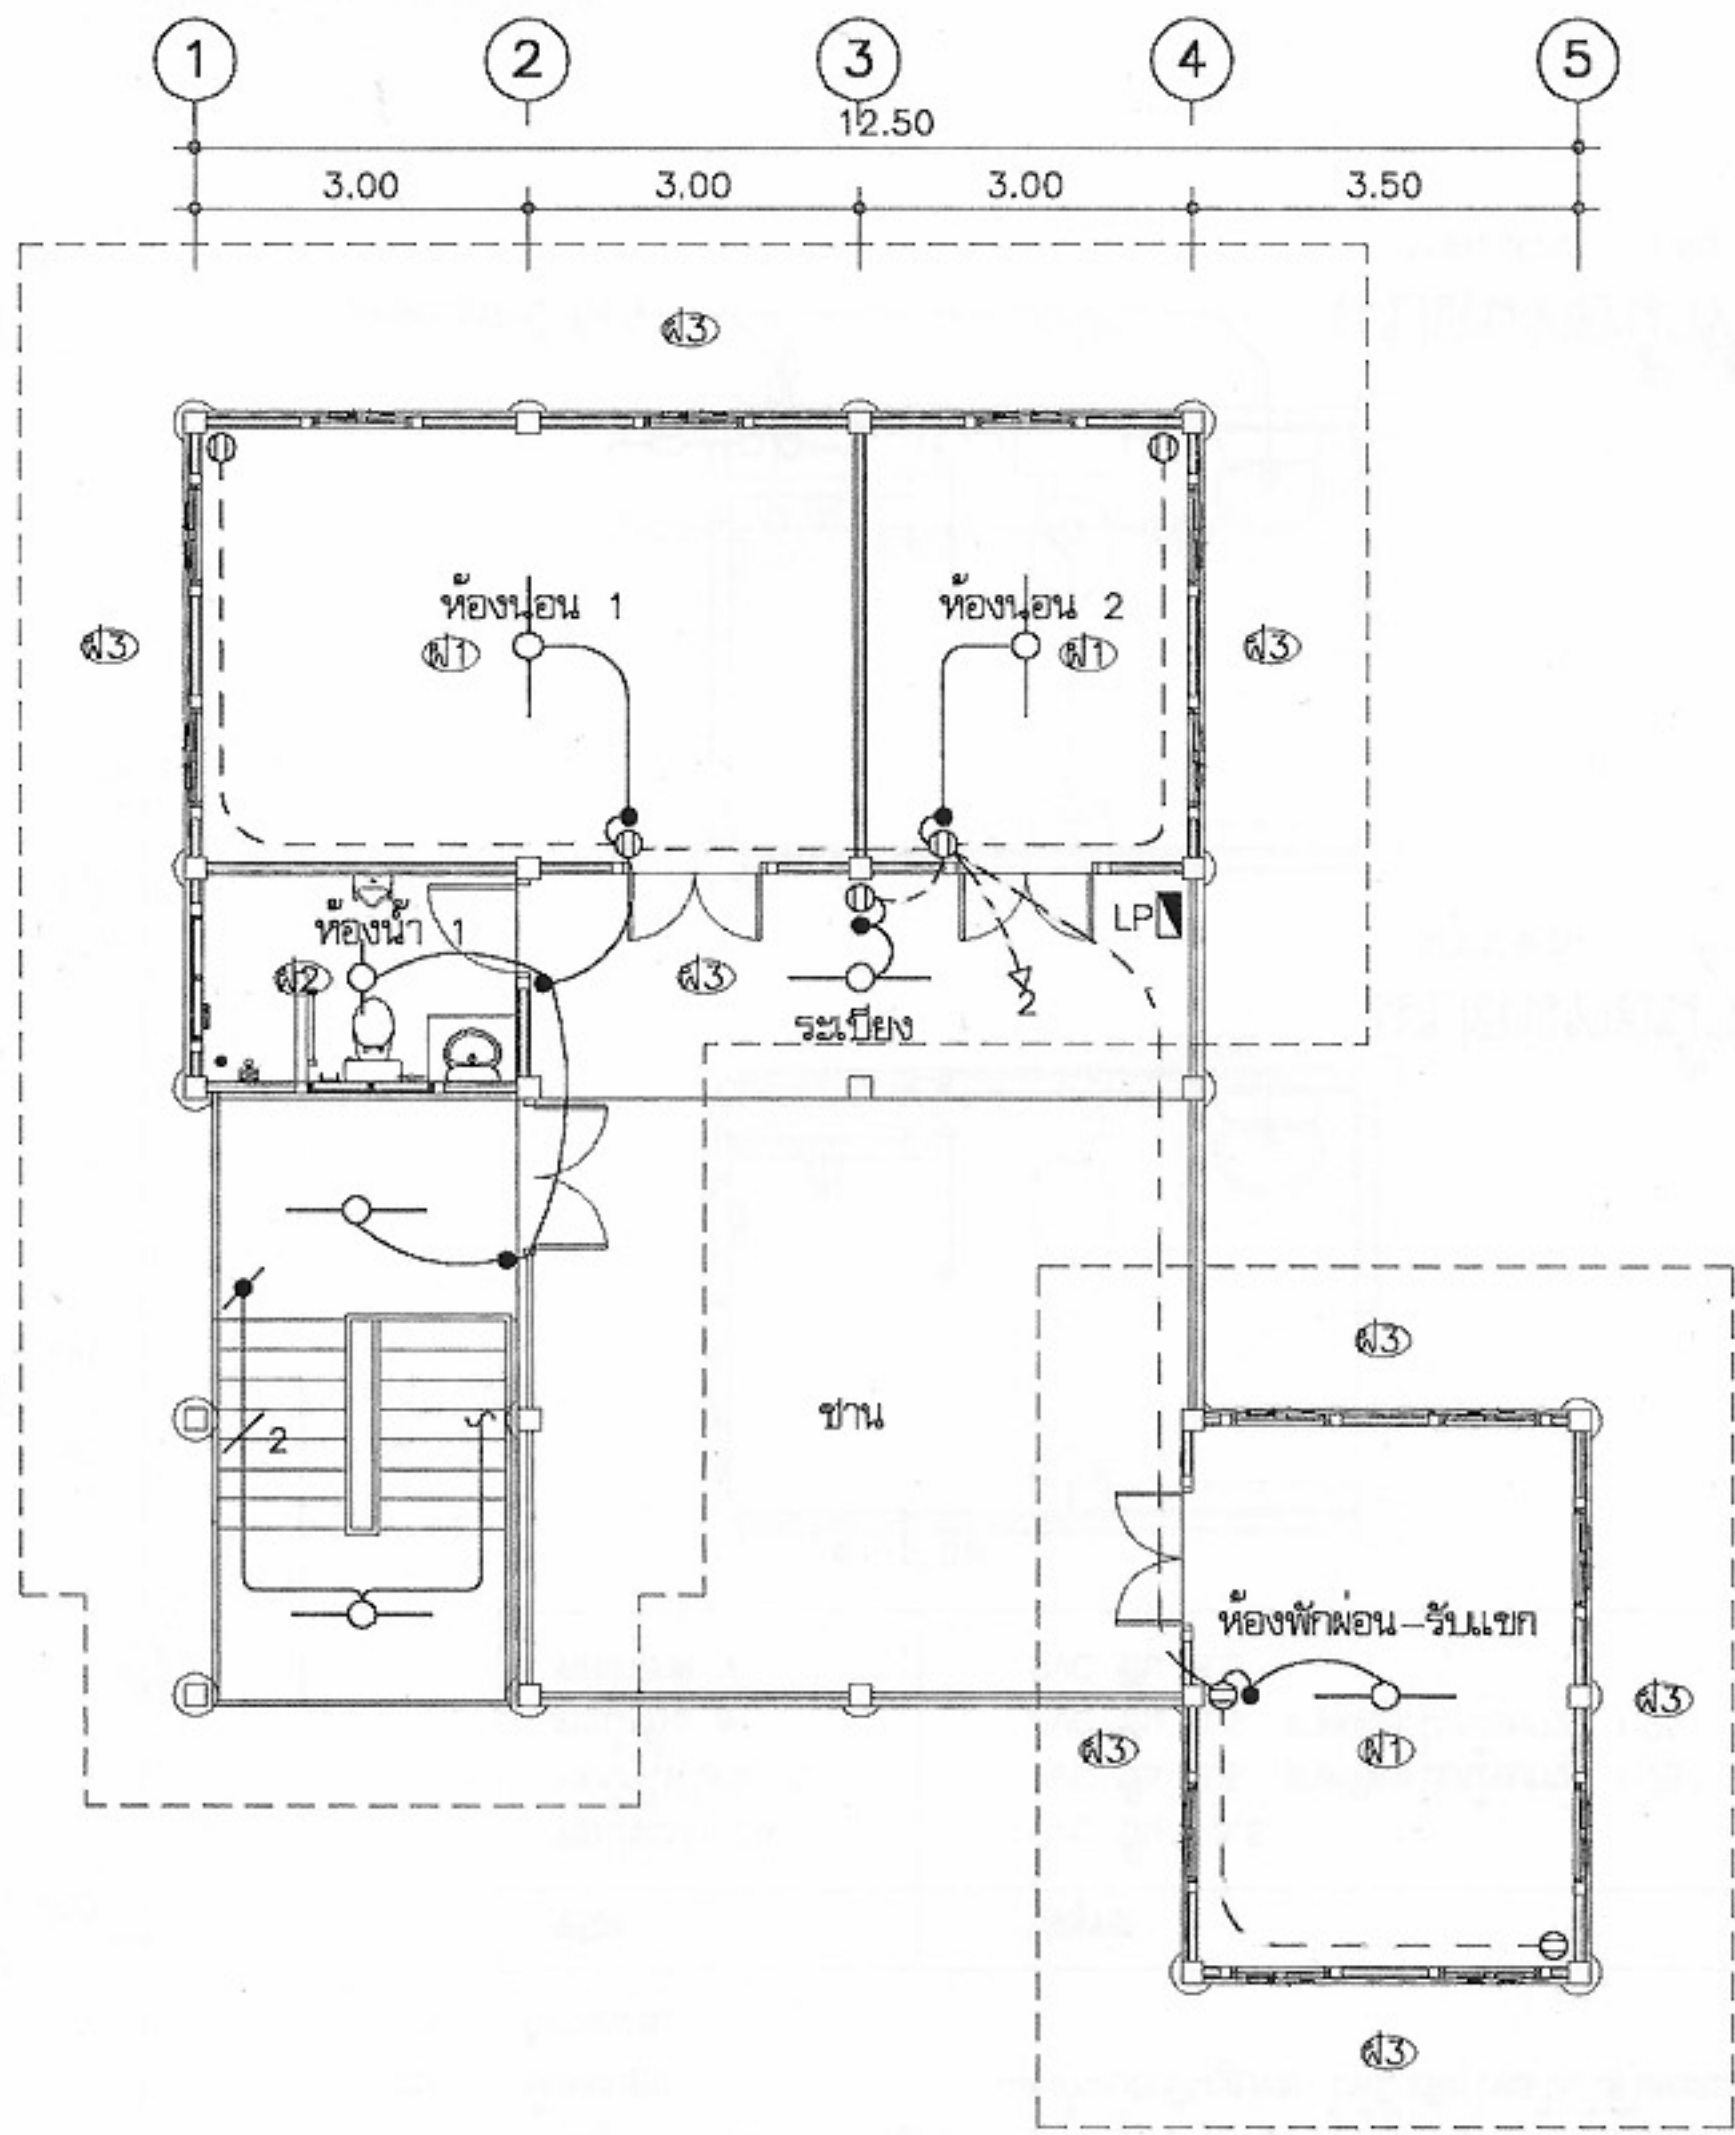 1 2 3 4 5
12.50
3.00 3.00 3.00 3.50
ฝ3
ห้องนอน 1 ห้องนอน 2
ฝ3 ฝ1 ฝ1 ฝ3
LP
ห้องน้ำ 1
ฝ2 ฝ3
2
ระเบียง
ฝ3
ชาน
2
ห้องพักผ่อน-รับแขก
ฝ3
ฝ3 ฝ1
ฝ3